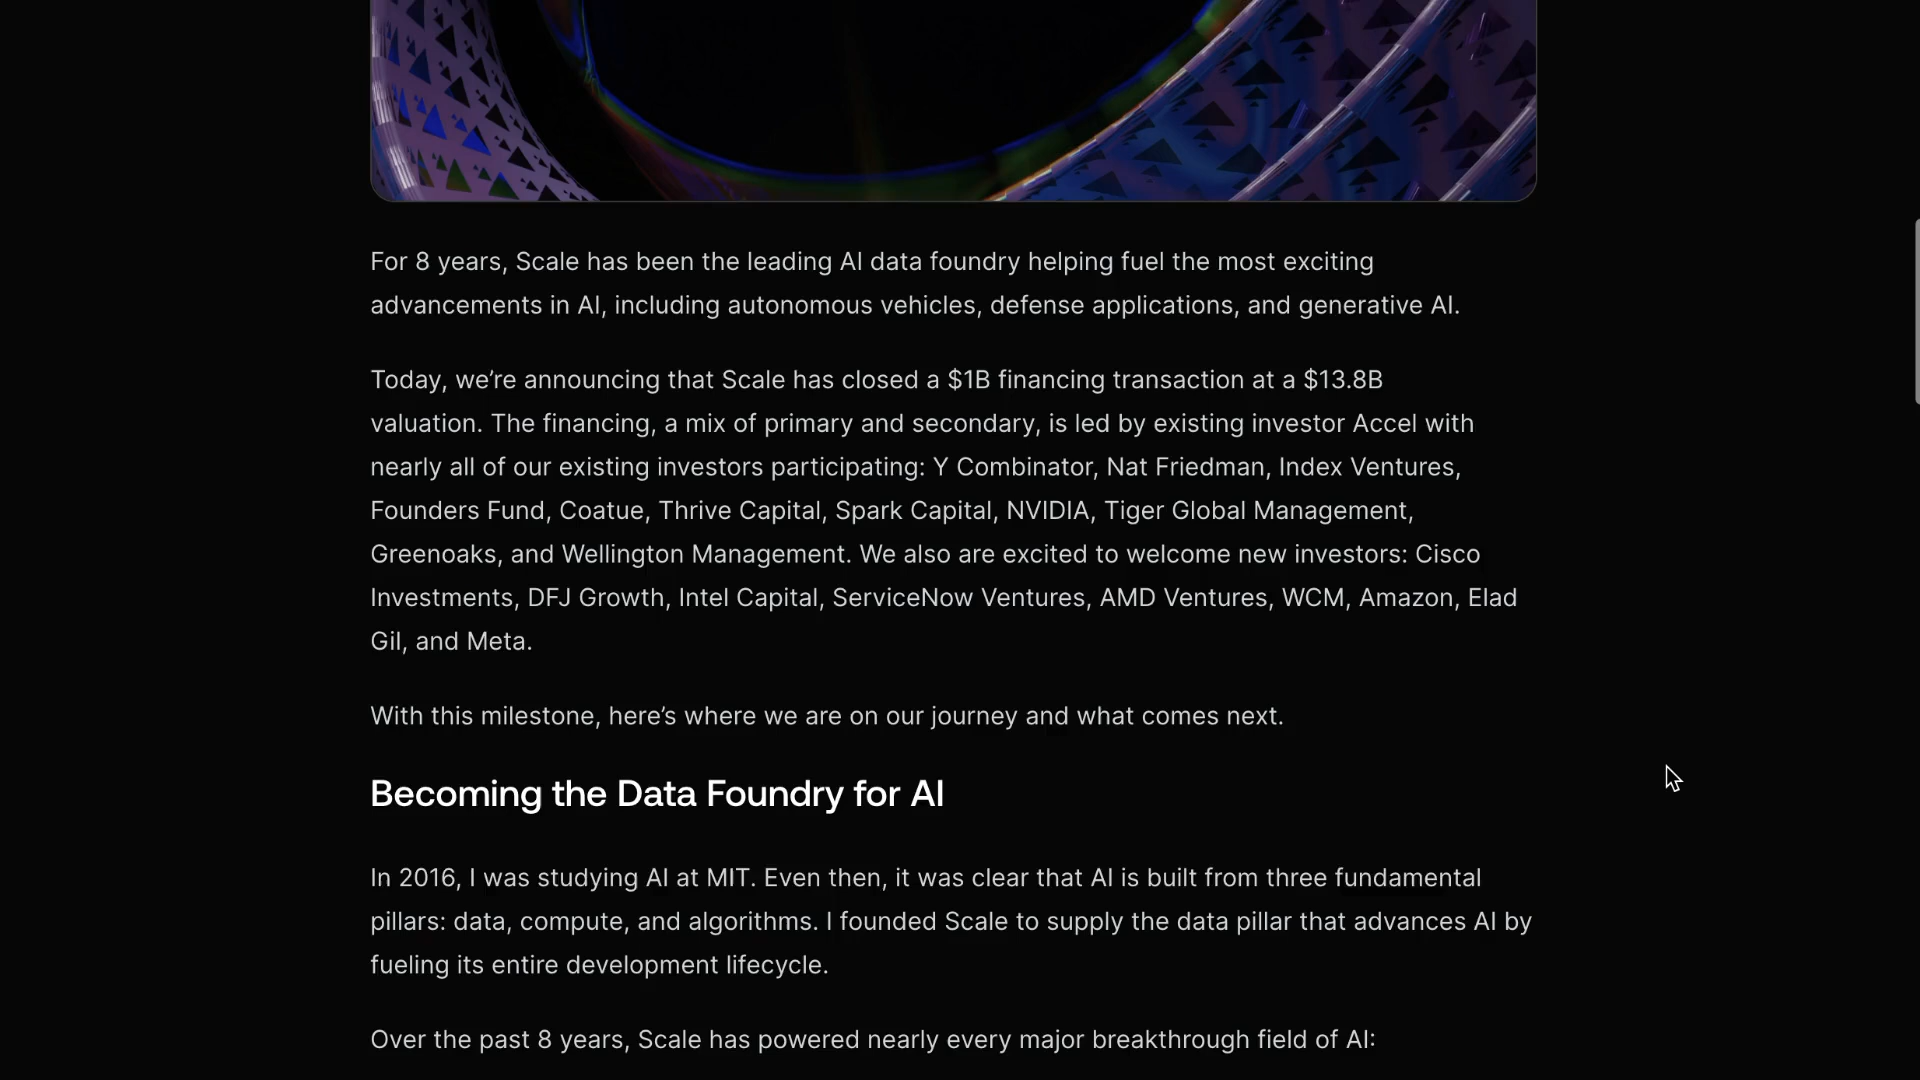 For 8 years, Scale has been the leading AI data foundry helping fuel the most exciting
advancements in AI, including autonomous vehicles, defense applications, and generative AI.
Today, we’re announcing that Scale has closed a $1B financing transaction at a $13.8B
valuation. The financing, a mix of primary and secondary, is led by existing investor Accel with
nearly all of our existing investors participating: Y Combinator, Nat Friedman, Index Ventures,
Founders Fund, Coatue, Thrive Capital, Spark Capital, NVIDIA, Tiger Global Management,
Greenoaks, and Wellington Management. We also are excited to welcome new investors: Cisco
Investments, DFJ Growth, Intel Capital, ServiceNow Ventures, AMD Ventures, WCM, Amazon, Elad
Gil, and Meta.
With this milestone, here’s where we are on our journey and what comes next.
Becoming the Data Foundry for AI
In 2016, I was studying AI at MIT. Even then, it was clear that AI is built from three fundamental
pillars: data, compute, and algorithms. I founded Scale to supply the data pillar that advances AI by
fueling its entire development lifecycle.
Over the past 8 years, Scale has powered nearly every major breakthrough field of AI: